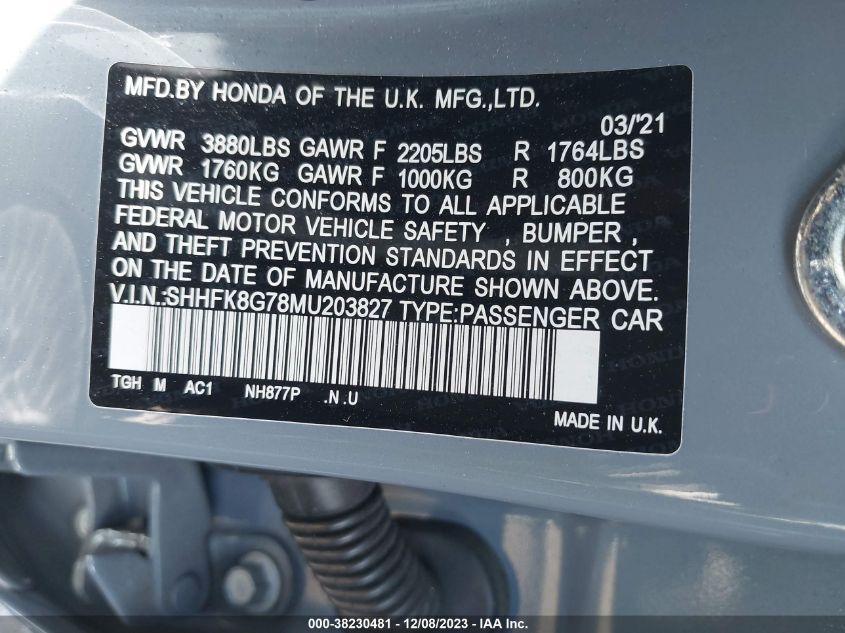 MFD.BY HONDA OF THE U.K. MFG.,LTD.
03/'21
GVWR 3880LBS GAWR F 2205LBS R 1764LBS
GVWR 1760KG GAWR F 1000KG R 800KG
THIS VEHICLE CONFORMS TO ALL APPLICABLE
FEDERAL MOTOR VEHICLE SAFETY , BUMPER ,
AND THEFT PREVENTION STANDARDS IN EFFECT
ON THE DATE OF MANUFACTURE SHOWN ABOVE.
V.I.N.:SHHFK8G78MU203827 TYPE:PASSENGER CAR
TGH M AC1 NH877P .N .U
MADE IN U.K.
000-38230481 - 12/08/2023 - IAA Inc.